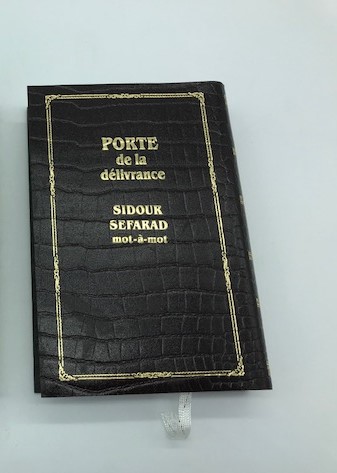 PORTE
de la
délivrance
SIDOUR
SEFARAD
mot-à-mot